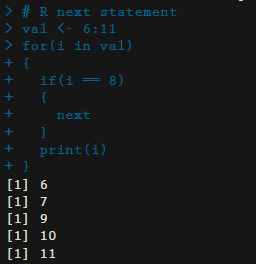 > # R next statement
> val <- 6:11
> for(i in val)
+ {
+   if(i == 8)
+   {
+     next
+   }
+   print(i)
+ }
[1] 6
[1] 7
[1] 9
[1] 10
[1] 11